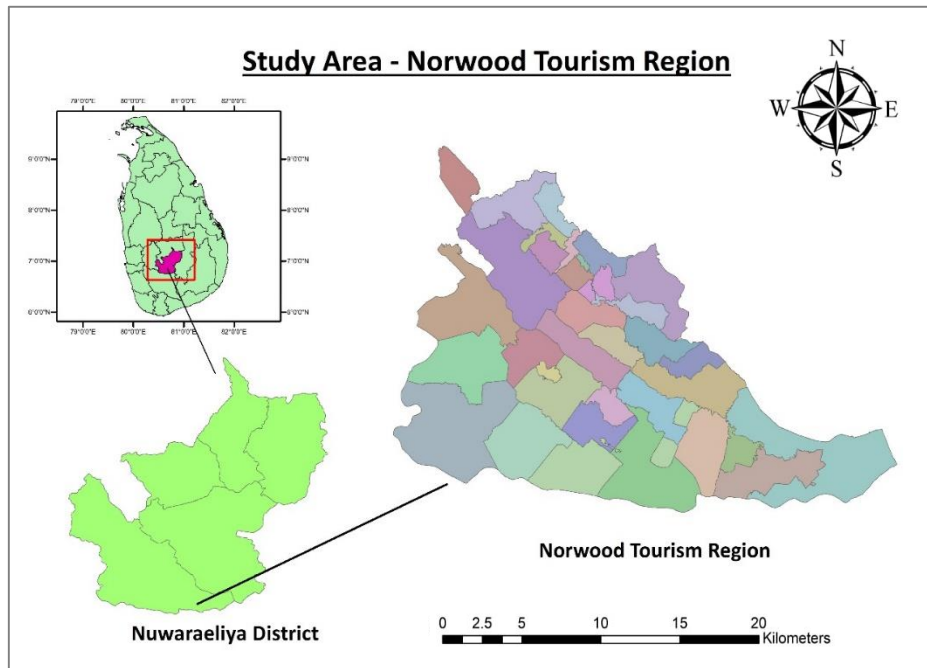 Study Area - Norwood Tourism Region
N
W E
S
79°0'0"E 80°0'0"E 81°0'0"E 82°0'0"E
9°0'0"N 9°0'0"N
8°0'0"N 8°0'0"N
7°0'0"N 7°0'0"N
6°0'0"N 6°0'0"N
79°0'0"E 80°0'0"E 81°0'0"E 82°0'0"E
Norwood Tourism Region
Nuwaraeliya District
0 2.5 5 10 15 20
Kilometers